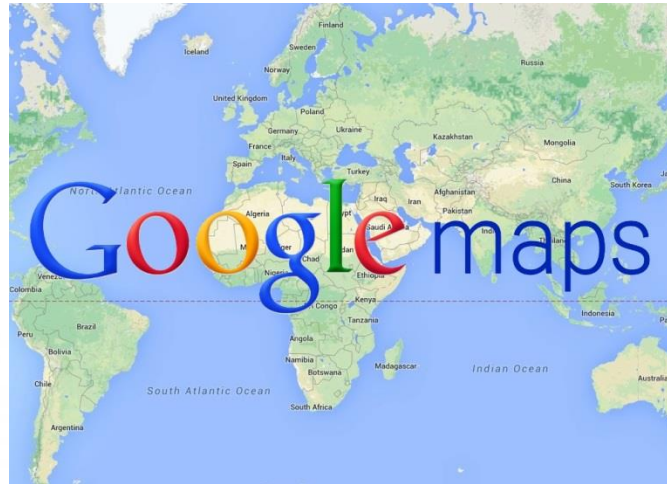 Finland
Iceland
Sweden
Russia
Norway
United Kingdom
Poland
Germany
Ukraine
Kazakhstan
Mongolia
France
Italy
Spain
Turkey
China
South Korea
Afghanistan
Iraq
Iran
Pakistan
Algeria
Google maps
Chad
Ethiopia
Colombia
Kenya
Congo
Indonesia
Tanzania
Peru
Brazil
Angola
Bolivia
Namibia
Madagascar
Indian Ocean
Botswana
Australia
Chile
South Atlantic Ocean
South Africa
Argentina